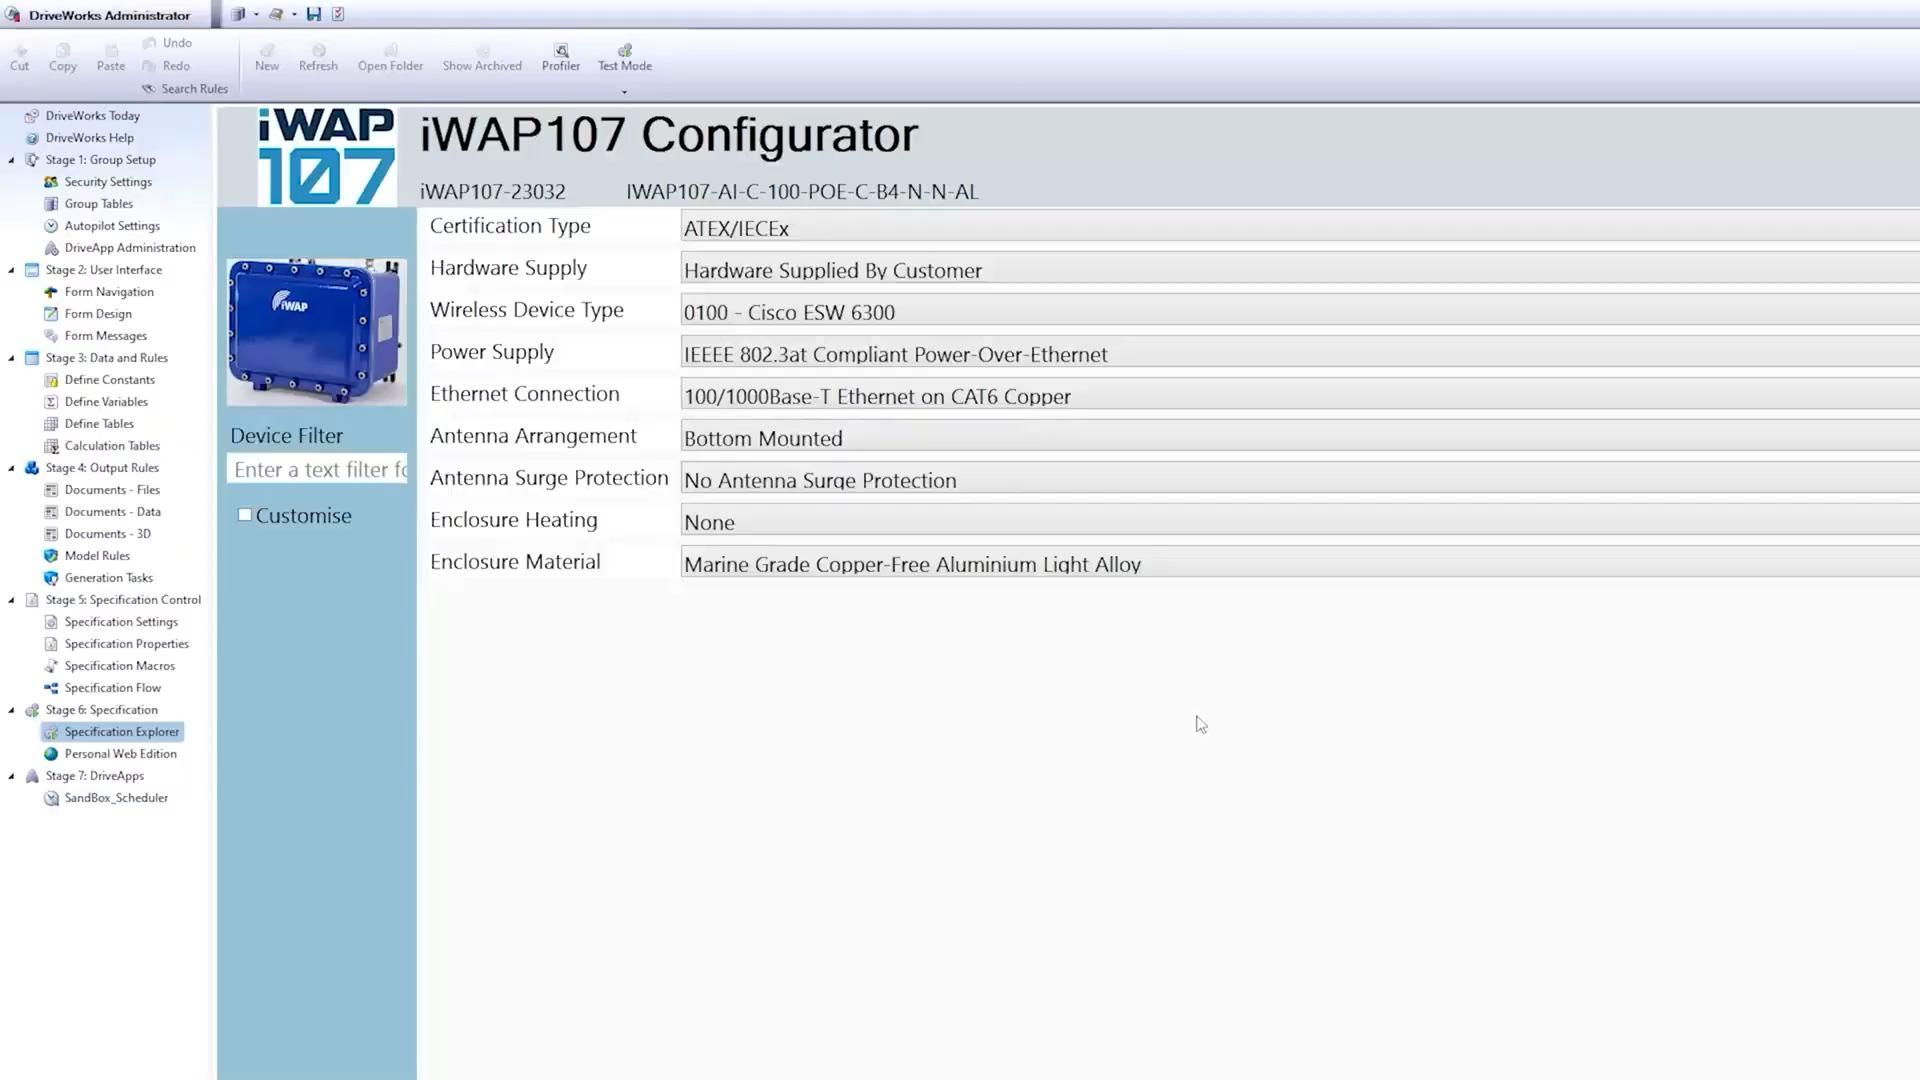 DriveWorks Administrator
Cut
Copy
Paste
Undo
Redo
Search Rules
New
Refresh
Open Folder
Show Archived
Profiler
Test Mode
DriveWorks Today
DriveWorks Help
Stage 1: Group Setup
Security Settings
Group Tables
Autopilot Settings
DriveApp Administration
Stage 2: User Interface
Form Navigation
Form Design
Form Messages
Stage 3: Data and Rules
Define Constants
Define Variables
Define Tables
Calculation Tables
Stage 4: Output Rules
Documents - Files
Documents - Data
Documents - 3D
Model Rules
Generation Tasks
Stage 5: Specification Control
Specification Settings
Specification Properties
Specification Macros
Specification Flow
Stage 6: Specification
Specification Explorer
Personal Web Edition
Stage 7: DriveApps
SandBox_Scheduler
iWAP
107
iWAP107 Configurator
iWAP107-23032 IWAP107-AI-C-100-POE-C-B4-N-N-AL
iWAP
Device Filter
Enter a text filter fo
Customise
Certification Type ATEX/IECEx
Hardware Supply Hardware Supplied By Customer
Wireless Device Type 0100 - Cisco ESW 6300
Power Supply IEEEE 802.3at Compliant Power-Over-Ethernet
Ethernet Connection 100/1000Base-T Ethernet on CAT6 Copper
Antenna Arrangement Bottom Mounted
Antenna Surge Protection No Antenna Surge Protection
Enclosure Heating None
Enclosure Material Marine Grade Copper-Free Aluminium Light Alloy